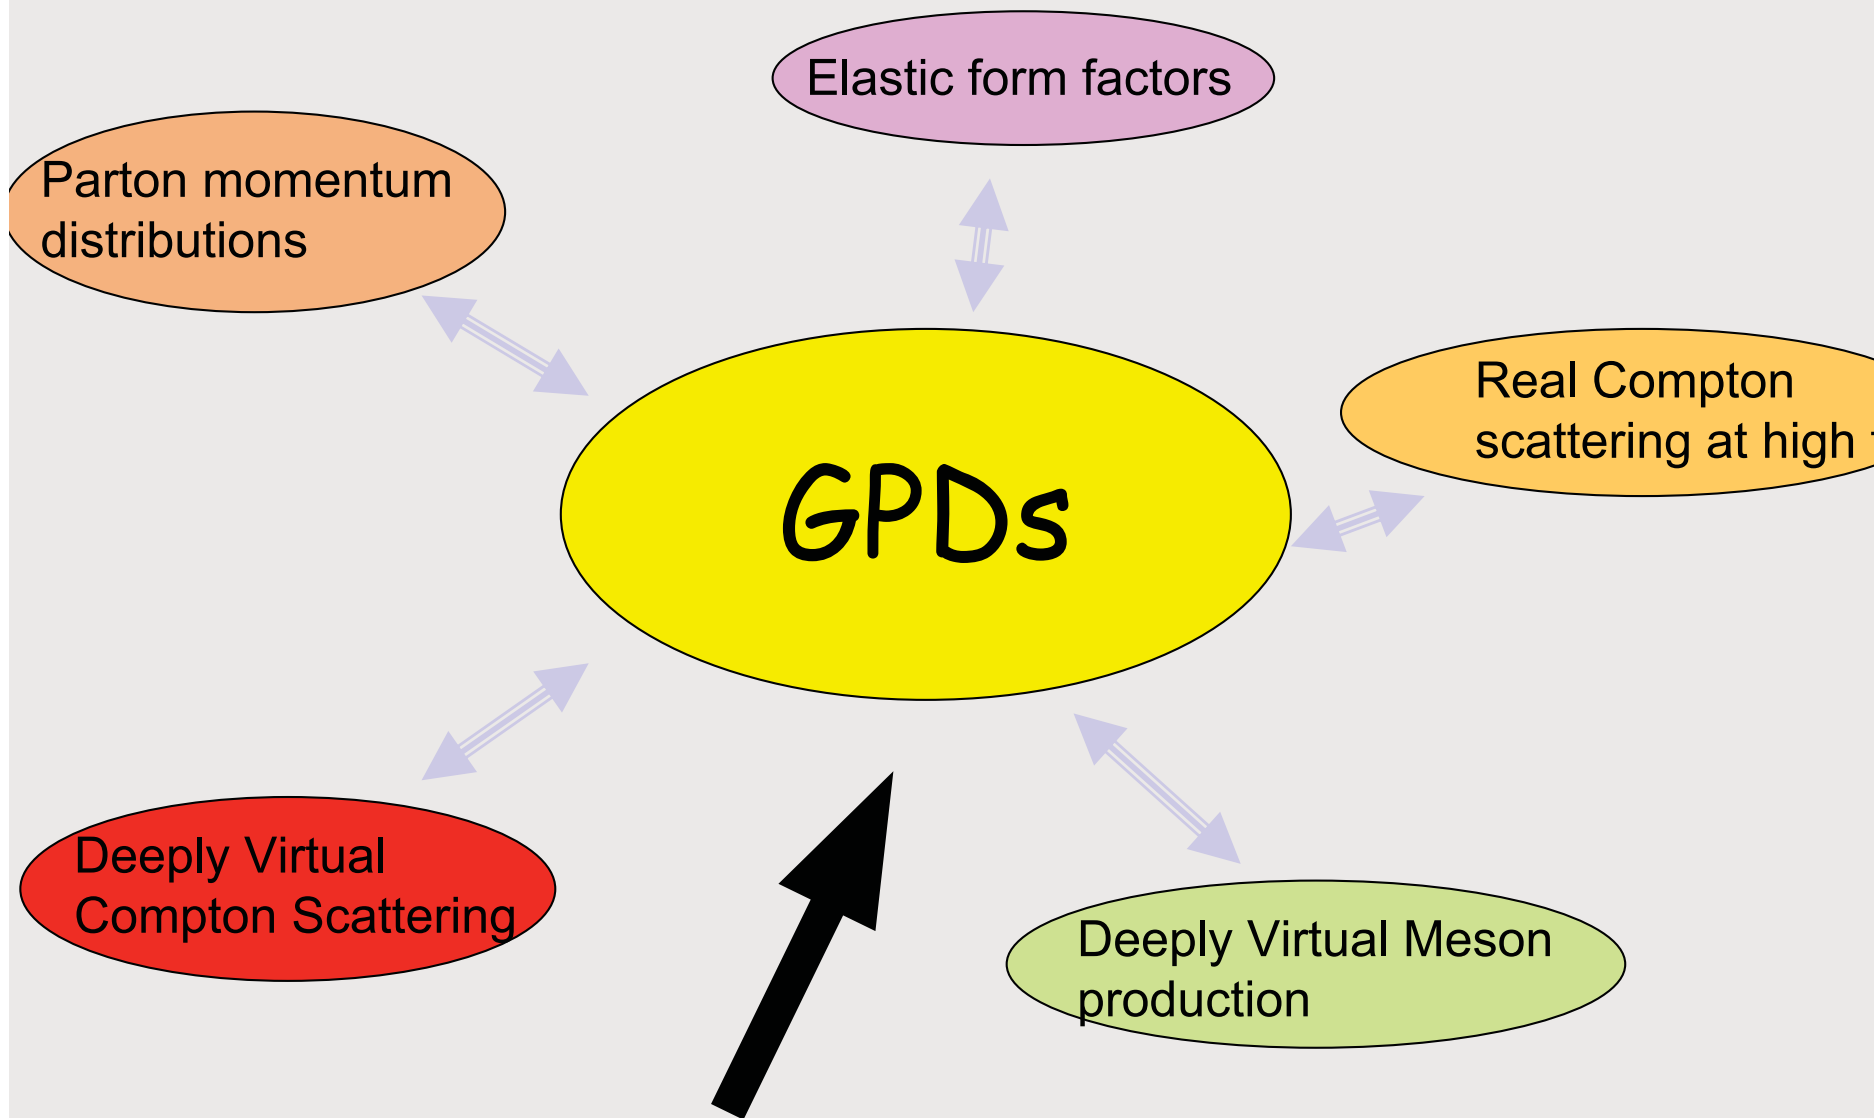 Elastic form factors
Parton momentum
distributions
Real Compton
scattering at high
GPDs
Deeply Virtual
Compton Scattering
Deeply Virtual Meson
production